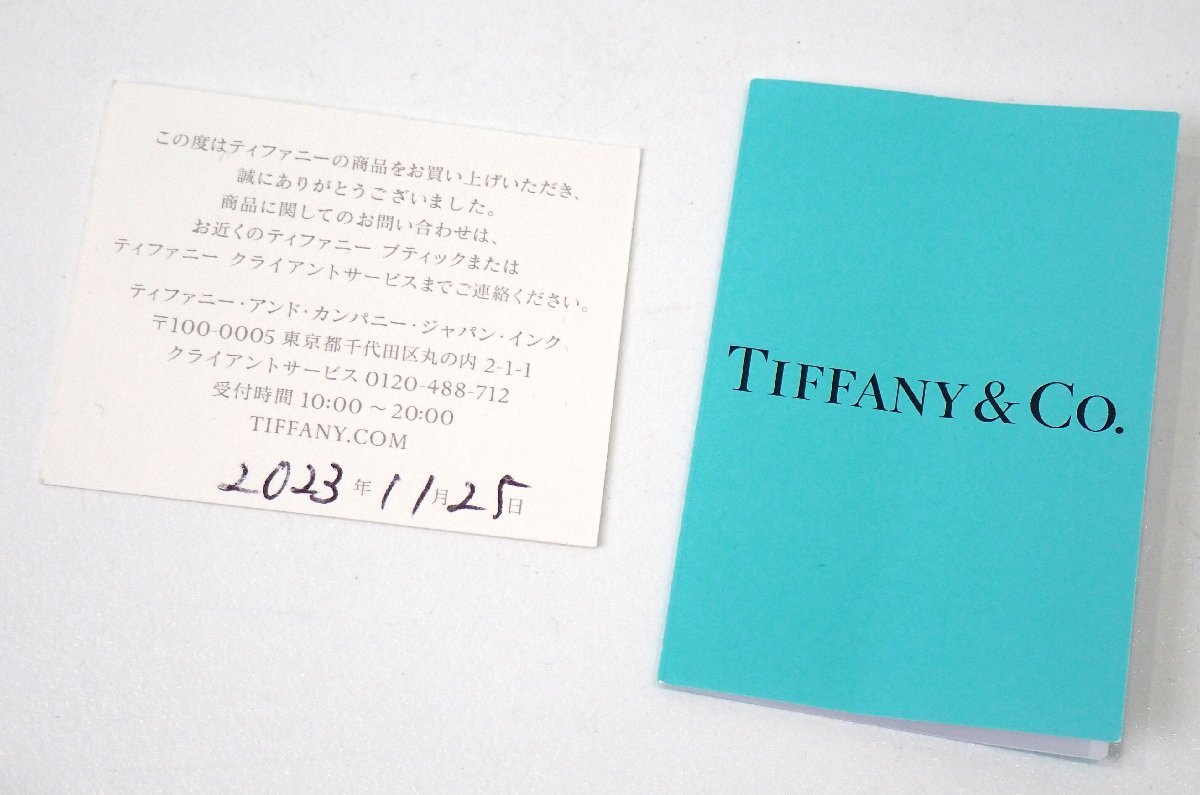 この度はティファニーの商品をお買い上げいただき、
誠にありがとうございました。
商品に関してのお問い合わせは、
お近くのティファニー ブティックまたは
ティファニー クライアントサービスまでご連絡ください。
ティファニー・アンド・カンパニー・ジャパン・インク
〒100-0005 東京都千代田区丸の内 2-1-1
クライアントサービス 0120-488-712
受付時間 10:00～20:00
TIFFANY.COM
2023年11月25日
TIFFANY & CO.